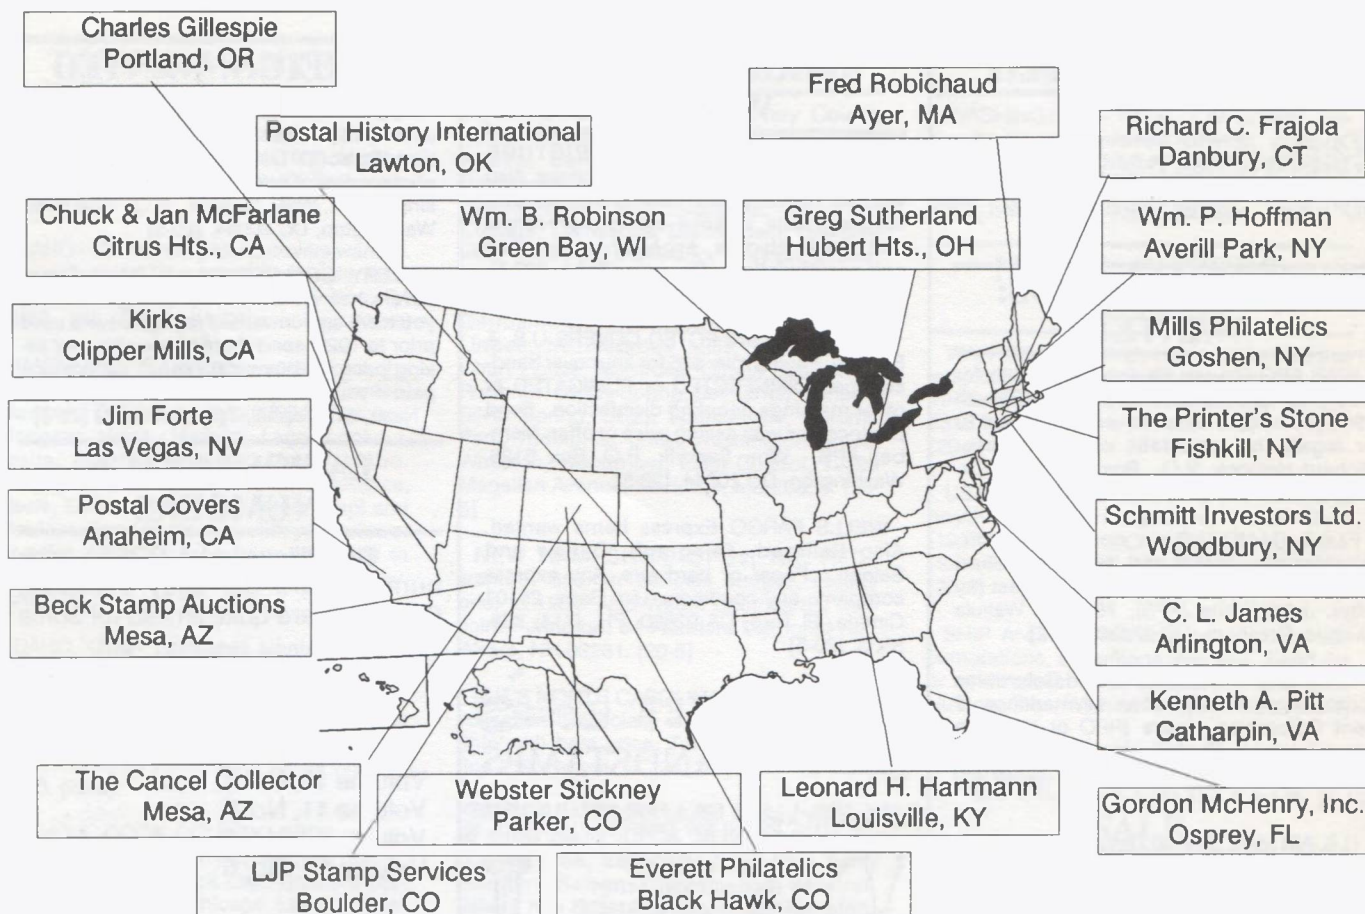 Charles Gillespie
Portland, OR
Postal History International
Lawton, OK
Fred Robichaud
Ayer, MA
Richard C. Frajola
Danbury, CT
Chuck & Jan McFarlane
Citrus Hts., CA
Wm. B. Robinson
Green Bay, WI
Greg Sutherland
Hubert Hts., OH
Wm. P. Hoffman
Averill Park, NY
Kirks
Clipper Mills, CA
Mills Philatelics
Goshen, NY
Jim Forte
Las Vegas, NV
The Printer's Stone
Fishkill, NY
Postal Covers
Anaheim, CA
Schmitt Investors Ltd.
Woodbury, NY
Beck Stamp Auctions
Mesa, AZ
C. L. James
Arlington, VA
Kenneth A. Pitt
Catharpin, VA
The Cancel Collector
Mesa, AZ
Webster Stickney
Parker, CO
Leonard H. Hartmann
Louisville, KY
Gordon McHenry, Inc.
Osprey, FL
LJP Stamp Services
Boulder, CO
Everett Philatelics
Black Hawk, CO